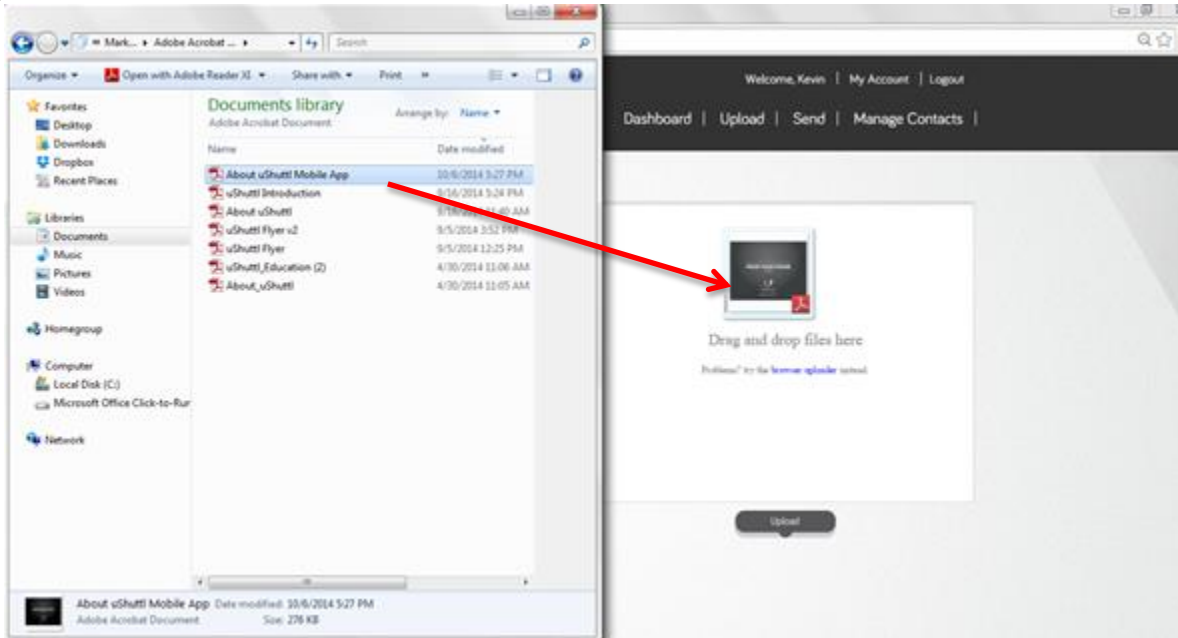 Mark... ▸ Adobe Acrobat ... ▸
Search
Organize
Open with Adobe Reader XI
Share with
Print
»
Favorites
Desktop
Downloads
Dropbox
Recent Places
Libraries
Documents
Music
Pictures
Videos
Homegroup
Computer
Local Disk (C:)
Microsoft Office Click-to-Rur
Network
Documents library
Adobe Acrobat Document
Arrange by: Name
Name Date modified
About uShuttl Mobile App 10/6/2014 5:27 PM
uShuttl Introduction 9/16/2014 5:24 PM
About uShuttl 11:40 AM
uShuttl Flyer v2 9/5/2014 3:52 PM
uShuttl Flyer 9/5/2014 12:25 PM
uShuttl_Education (2) 4/30/2014 11:06 AM
About_uShuttl 4/30/2014 11:05 AM
About uShuttl Mobile App Date modified: 10/6/2014 5:27 PM
Adobe Acrobat Document Size: 276 KB
Welcome, Kevin | My Account | Logout
Dashboard | Upload | Send | Manage Contacts |
Drag and drop files here
Problems? try the browser uploader instead.
Upload